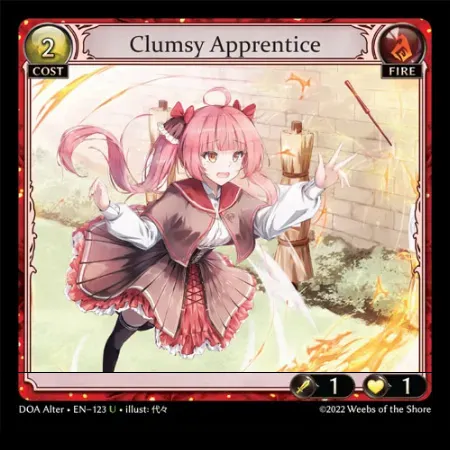 2
Clumsy Apprentice
COST
FIRE
1
1
DOA Alter • EN-123 U • illust: 代々
©2022 Weebs of the Shore